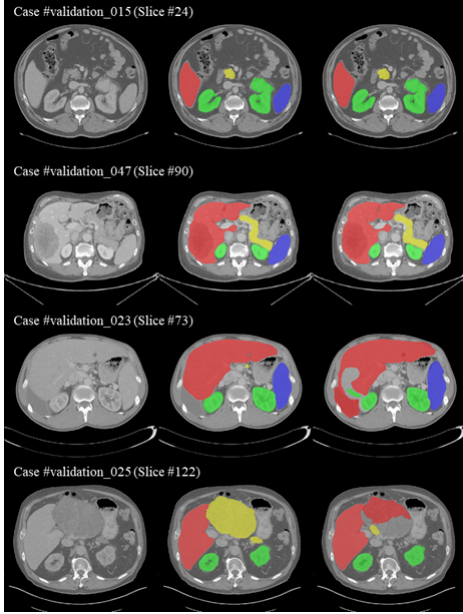 Case #validation_015 (Slice #24)
Case #validation_047 (Slice #90)
Case #validation_023 (Slice #73)
Case #validation_025 (Slice #122)